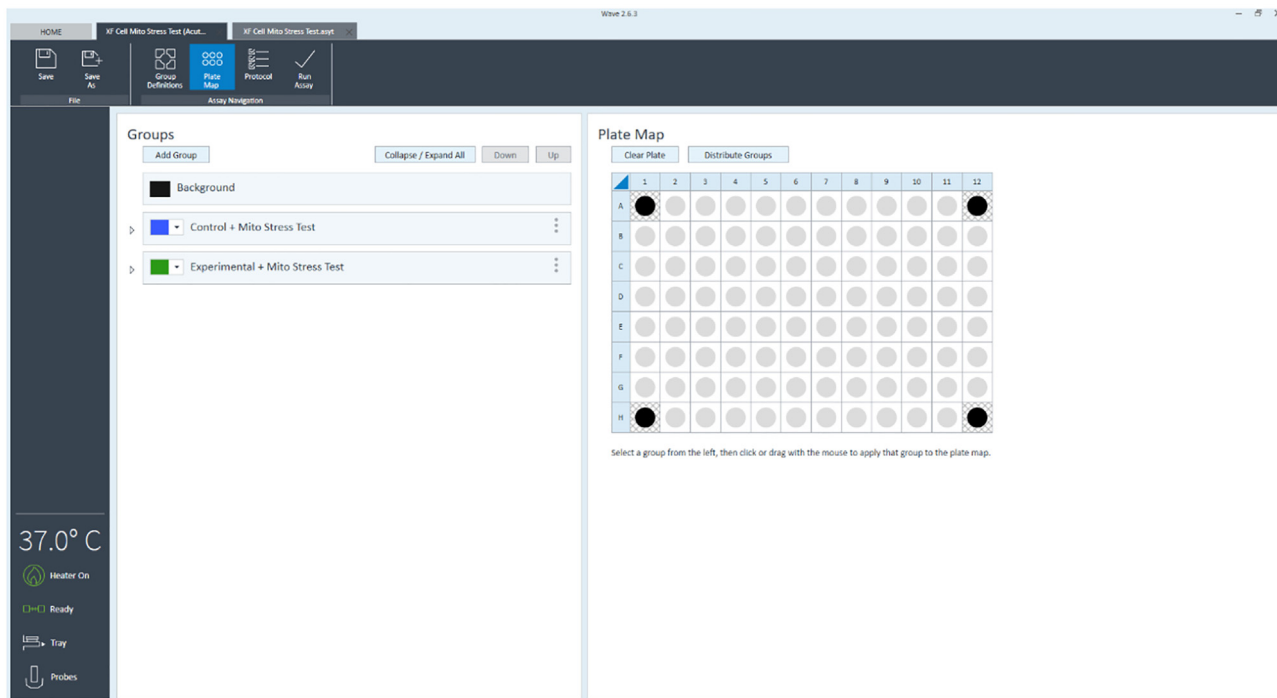 Wave 2.6.3
HOME
XF Cell Mito Stress Test (Acut...
XF Cell Mito Stress Test.asyt
Save
Save As
Group Definitions
Plate Map
Protocol
Run Assay
File
Assay Navigation
Groups
Add Group
Collapse / Expand All
Down
Up
Background
Control + Mito Stress Test
Experimental + Mito Stress Test
Plate Map
Clear Plate
Distribute Groups
1 2 3 4 5 6 7 8 9 10 11 12
A
B
C
D
E
F
G
H
Select a group from the left, then click or drag with the mouse to apply that group to the plate map.
37.0° C
Heater On
Ready
Tray
Probes